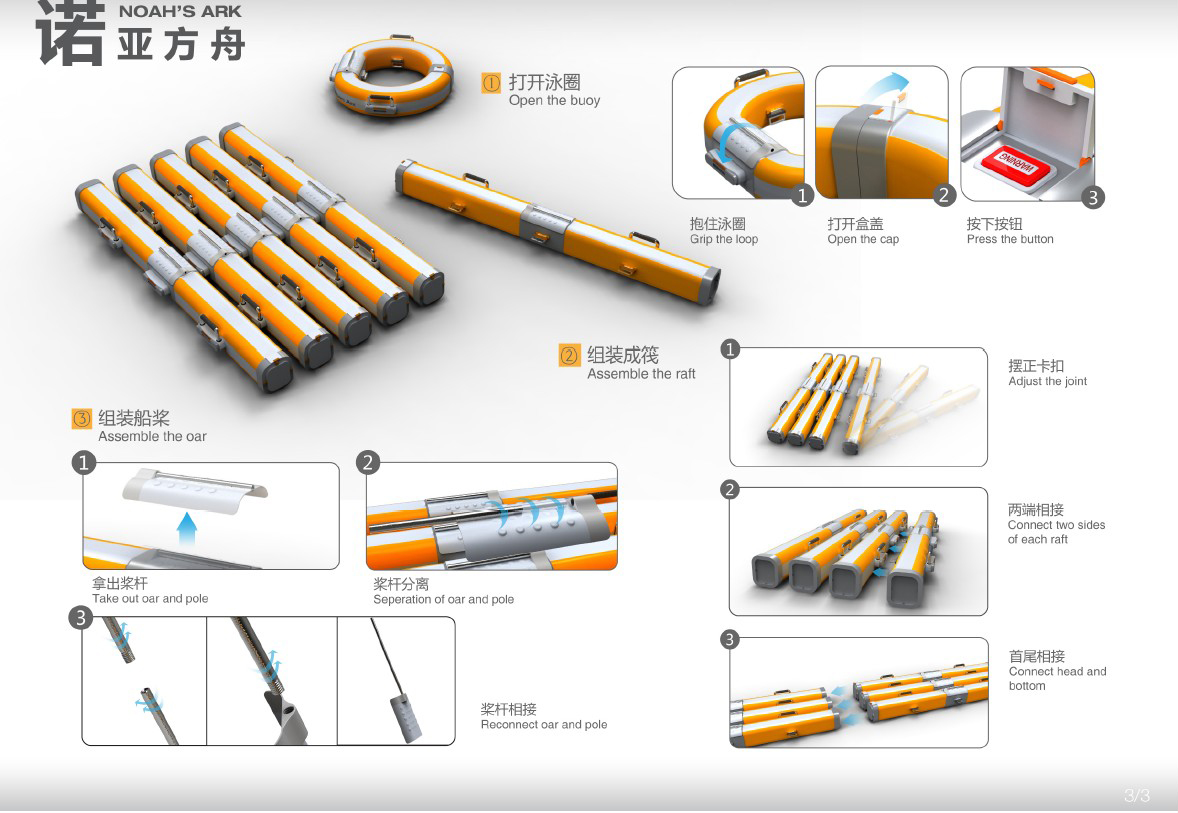 诺
NOAH'S ARK
亚方舟
① 打开泳圈
Open the buoy
WARNING
1
2
3
抱住泳圈
Grip the loop
打开盒盖
Open the cap
按下按钮
Press the button
② 组装成筏
Assemble the raft
1
摆正卡扣
Adjust the joint
2
两端相接
Connect two sides
of each raft
3
首尾相接
Connect head and
bottom
③ 组装船桨
Assemble the oar
1
2
拿出桨杆
Take out oar and pole
桨杆分离
Seperation of oar and pole
3
桨杆相接
Reconnect oar and pole
3/3